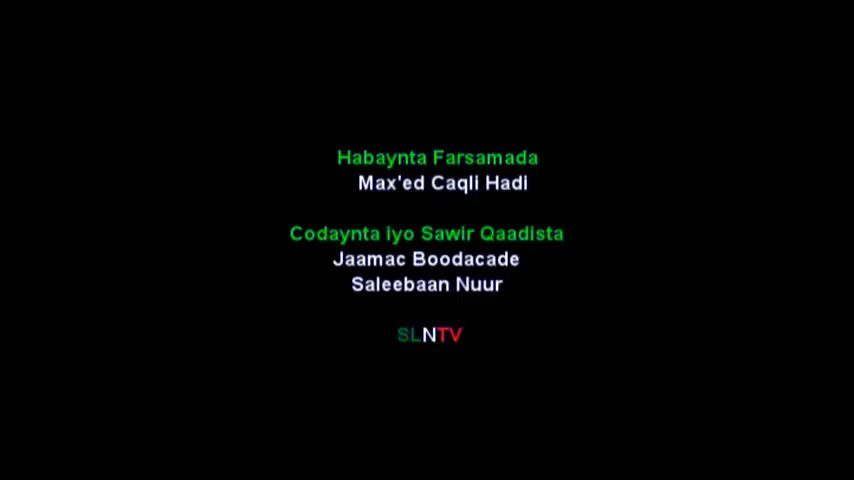 Habaynta Farsamada
Max'ed Caqli Hadi
Codaynta iyo Sawir Qaadista
Jaamac Boodacade
Saleebaan Nuur
SLNTV